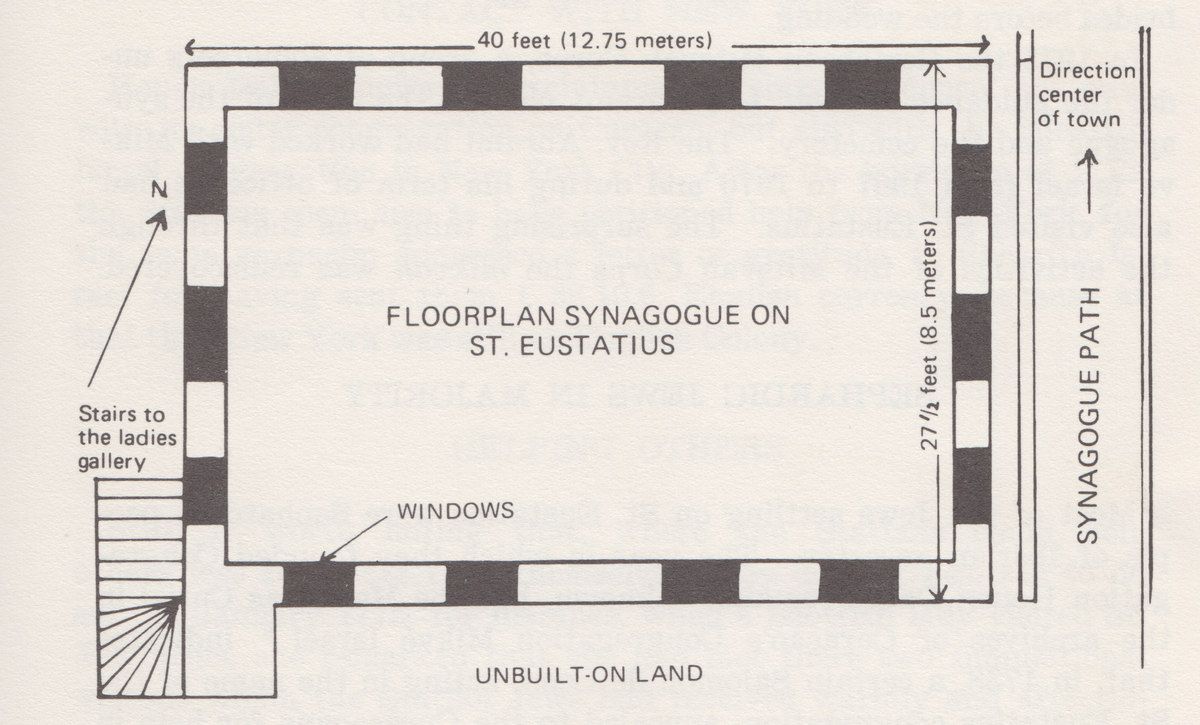 40 feet (12.75 meters)
Direction
center
of town
N
27 1/2 feet (8.5 meters)
FLOORPLAN SYNAGOGUE ON
ST. EUSTATIUS
SYNAGOGUE PATH
Stairs to
the ladies
gallery
WINDOWS
UNBUILT-ON LAND